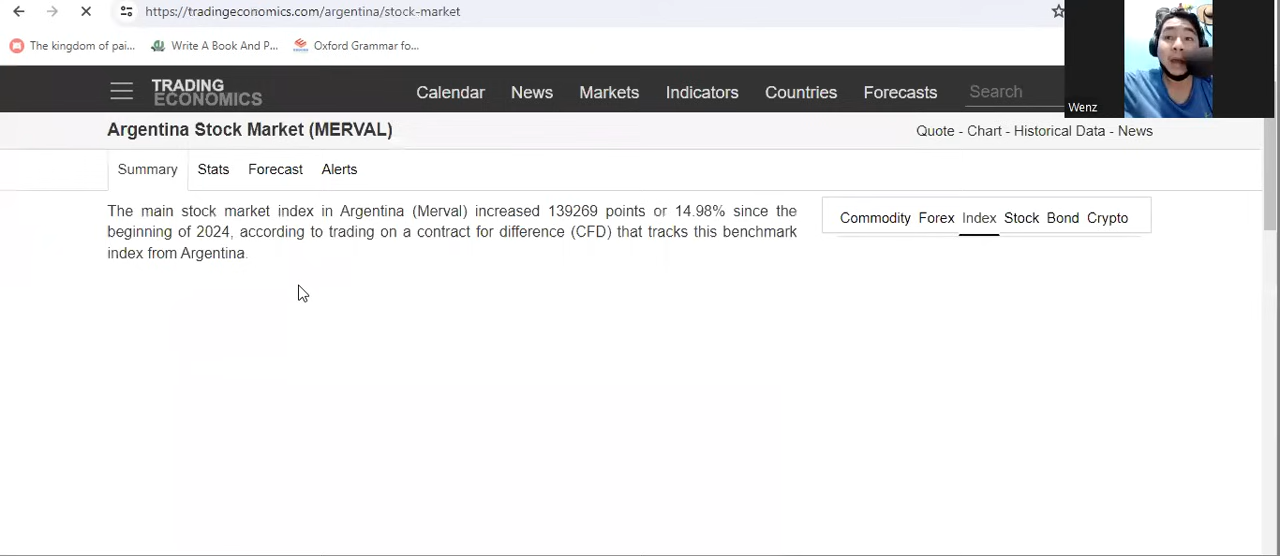 https://tradingeconomics.com/argentina/stock-market
The kingdom of pai... Write A Book And P... Oxford Grammar fo...
TRADING
ECONOMICS
Calendar News Markets Indicators Countries Forecasts Search
Wenz
Argentina Stock Market (MERVAL)
Quote - Chart - Historical Data - News
Summary Stats Forecast Alerts
The main stock market index in Argentina (Merval) increased 139269 points or 14.98% since the
beginning of 2024, according to trading on a contract for difference (CFD) that tracks this benchmark
index from Argentina.
Commodity Forex Index Stock Bond Crypto